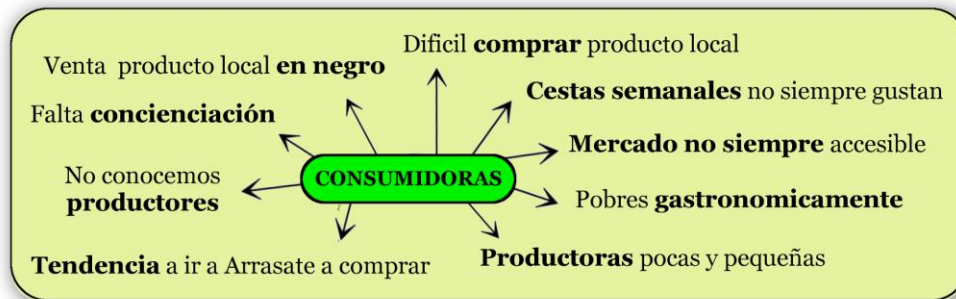 Dificil comprar producto local
Venta producto local en negro
Cestas semanales no siempre gustan
Falta concienciación
Mercado no siempre accesible
No conocemos
productores
CONSUMIDORAS
Pobres gastronomicamente
Tendencia a ir a Arrasate a comprar
Productoras pocas y pequeñas